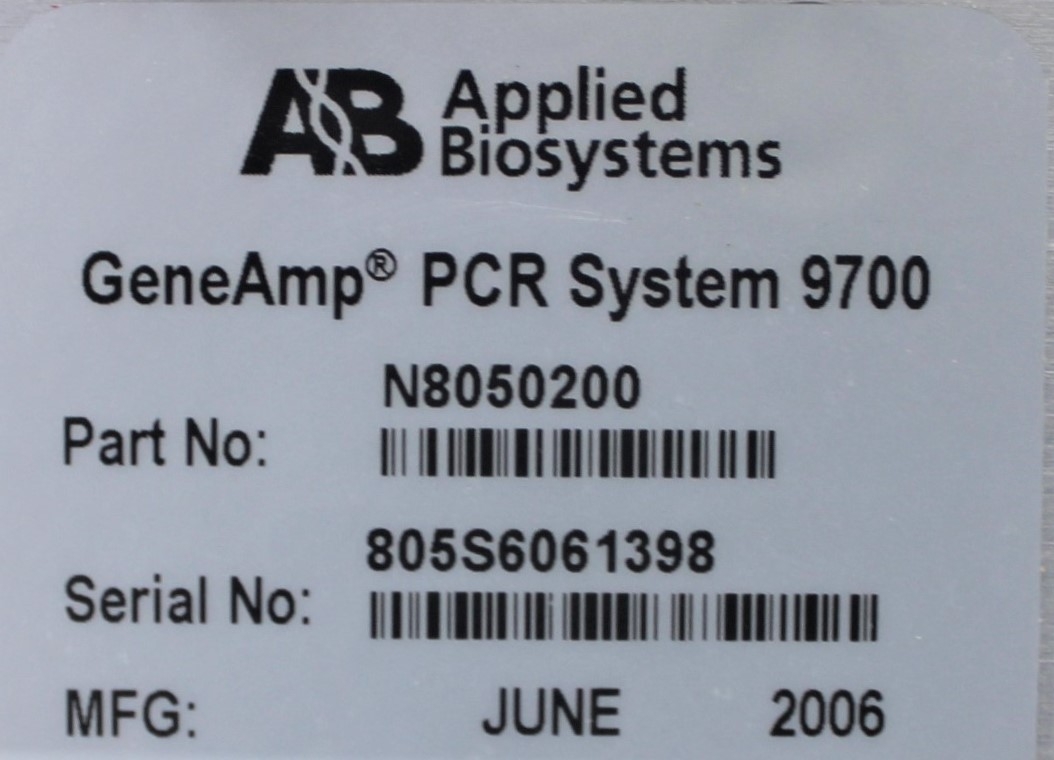 AB Applied
Biosystems
GeneAmp® PCR System 9700
N8050200
Part No:
805S6061398
Serial No:
MFG: JUNE 2006